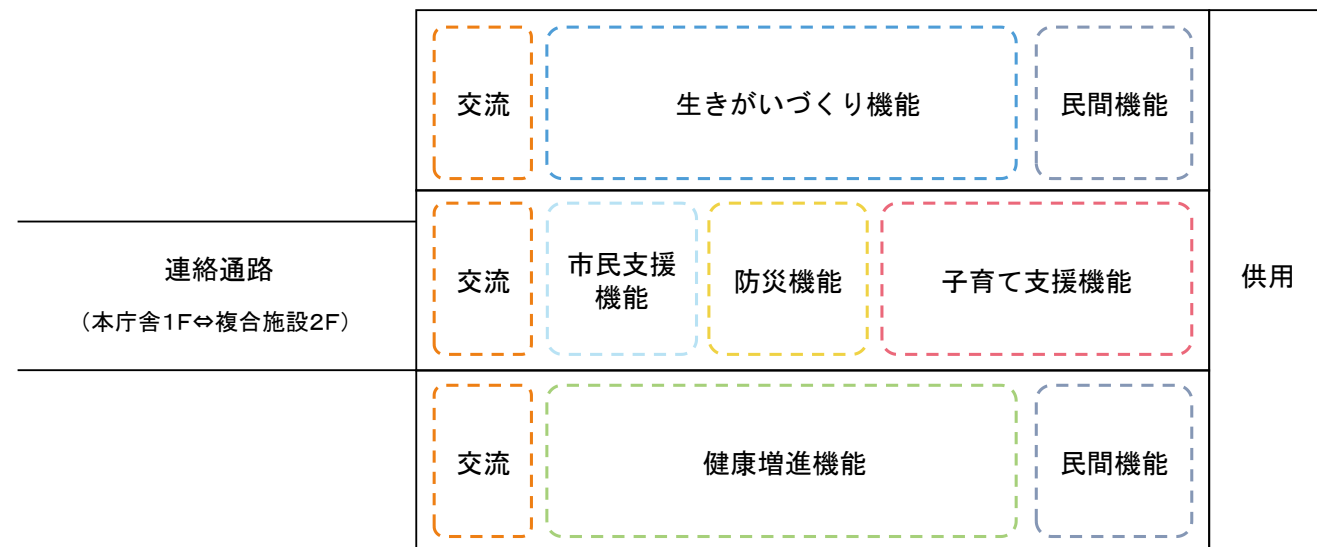 交流
生きがいづくり機能
民間機能
連絡通路
（本庁舎1F⇔複合施設2F）
交流
市民支援
機能
防災機能
子育て支援機能
供用
交流
健康増進機能
民間機能